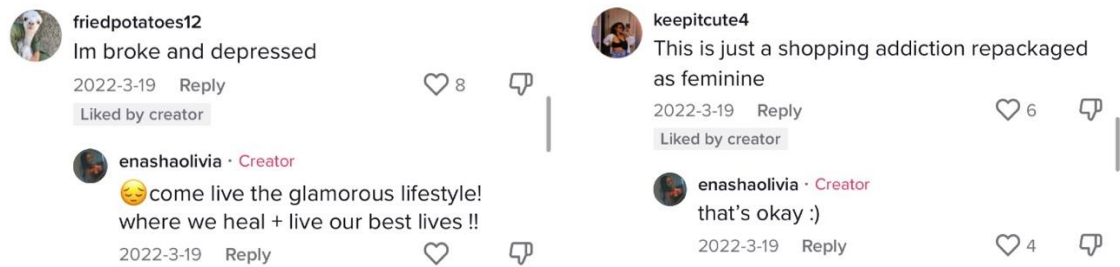 friedpotatoes12
Im broke and depressed
2022-3-19 Reply 8
Liked by creator
enashaolivia · Creator
😔come live the glamorous lifestyle!
where we heal + live our best lives !!
2022-3-19 Reply
keepitcute4
This is just a shopping addiction repackaged
as feminine
2022-3-19 Reply 6
Liked by creator
enashaolivia · Creator
that’s okay :)
2022-3-19 Reply 4